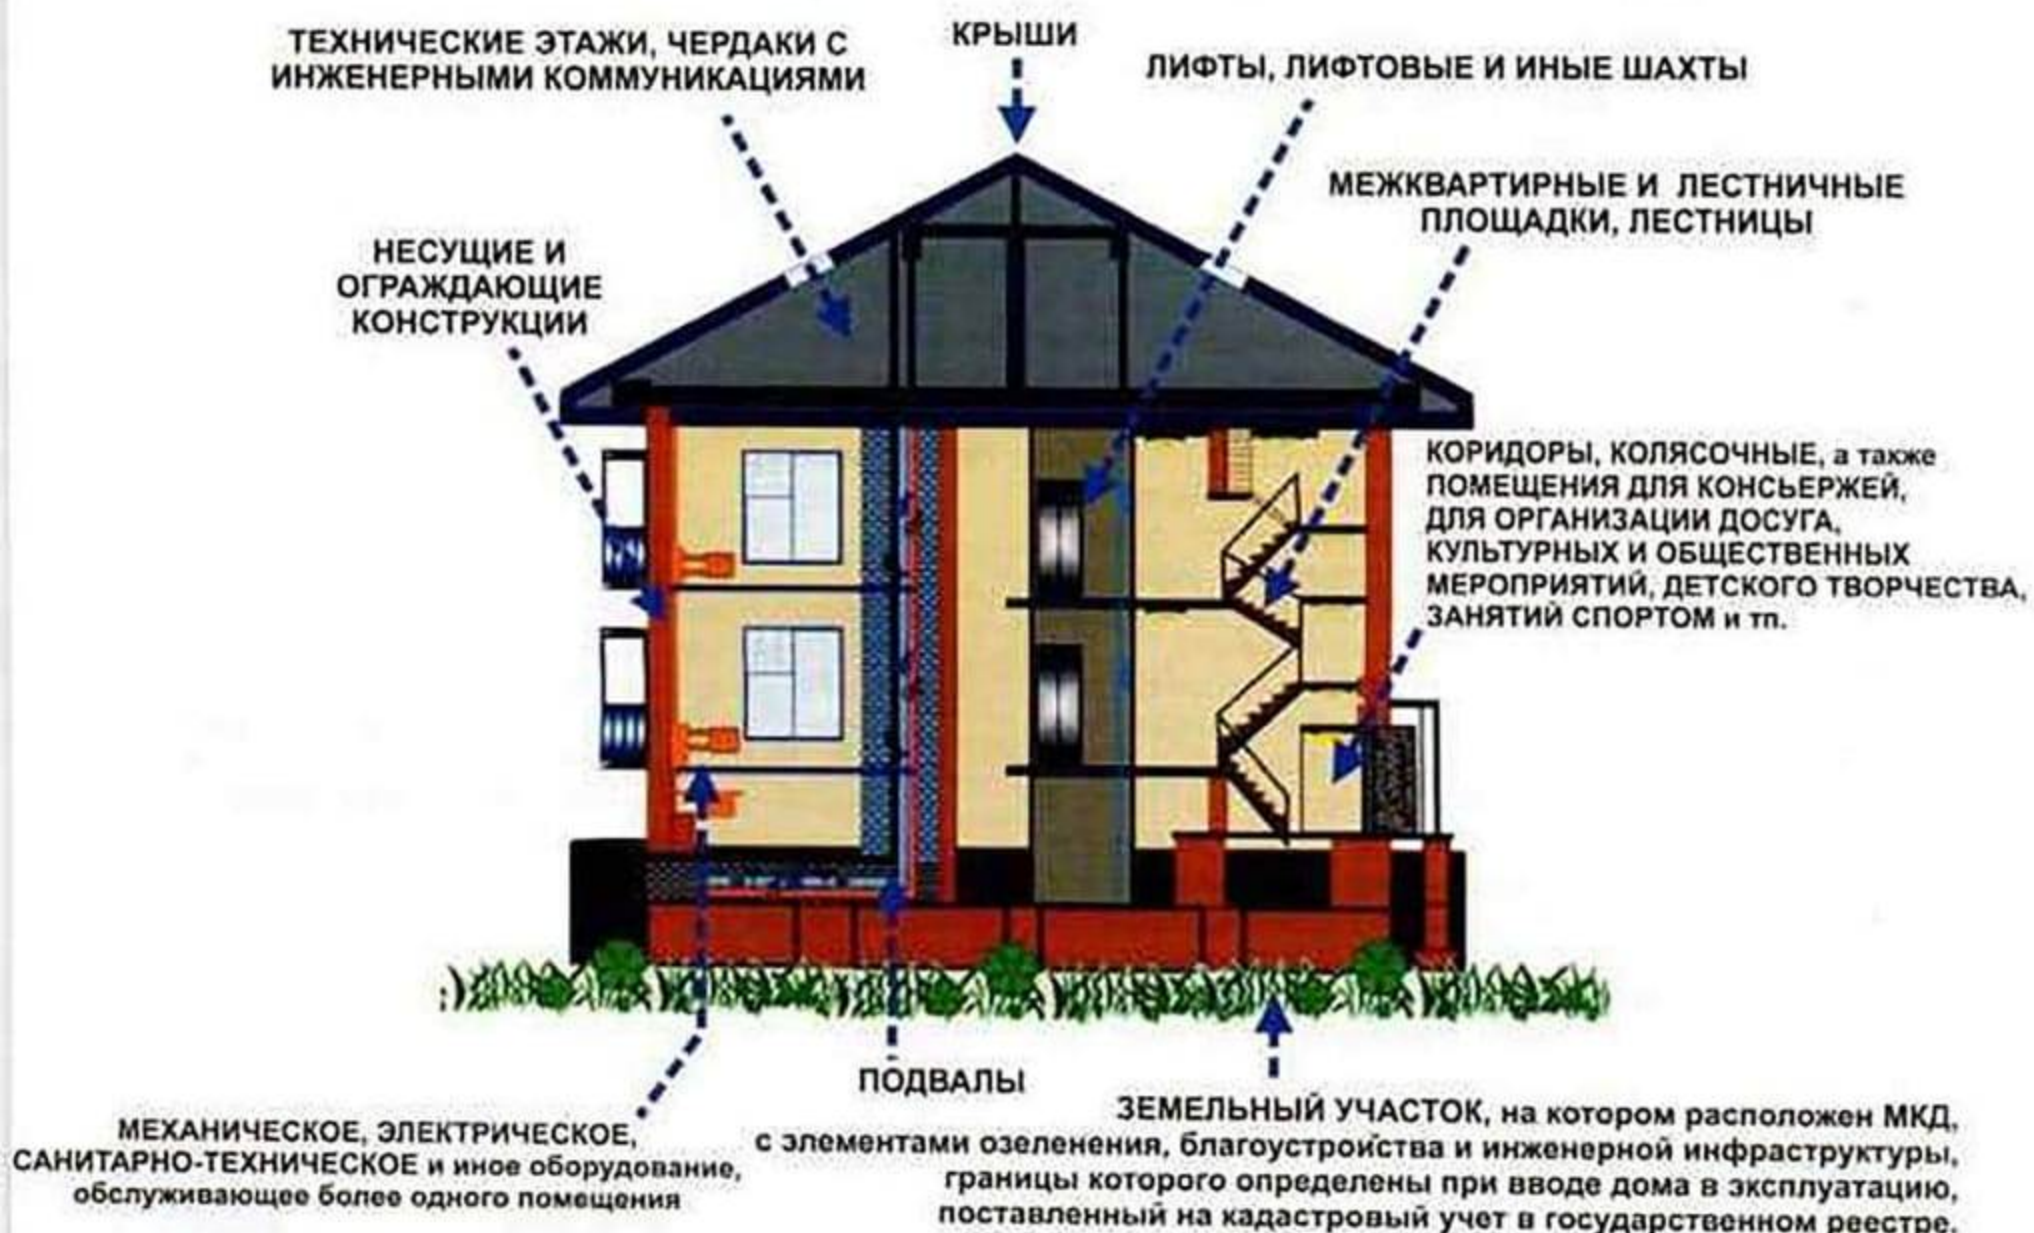 ТЕХНИЧЕСКИЕ ЭТАЖИ, ЧЕРДАКИ С
ИНЖЕНЕРНЫМИ КОММУНИКАЦИЯМИ
КРЫШИ
ЛИФТЫ, ЛИФТОВЫЕ И ИНЫЕ ШАХТЫ
МЕЖКВАРТИРНЫЕ И ЛЕСТНИЧНЫЕ
ПЛОЩАДКИ, ЛЕСТНИЦЫ
НЕСУЩИЕ И
ОГРАЖДАЮЩИЕ
КОНСТРУКЦИИ
КОРИДОРЫ, КОЛЯСОЧНЫЕ, а также
ПОМЕЩЕНИЯ ДЛЯ КОНСЬЕРЖЕЙ,
ДЛЯ ОРГАНИЗАЦИИ ДОСУГА,
КУЛЬТУРНЫХ И ОБЩЕСТВЕННЫХ
МЕРОПРИЯТИЙ, ДЕТСКОГО ТВОРЧЕСТВА,
ЗАНЯТИЙ СПОРТОМ и тп.
ПОДВАЛЫ
МЕХАНИЧЕСКОЕ, ЭЛЕКТРИЧЕСКОЕ,
САНИТАРНО-ТЕХНИЧЕСКОЕ и иное оборудование,
обслуживающее более одного помещения
ЗЕМЕЛЬНЫЙ УЧАСТОК, на котором расположен МКД,
с элементами озеленения, благоустройства и инженерной инфраструктуры,
границы которого определены при вводе дома в эксплуатацию,
поставленный на кадастровый учет в государственном реестре.